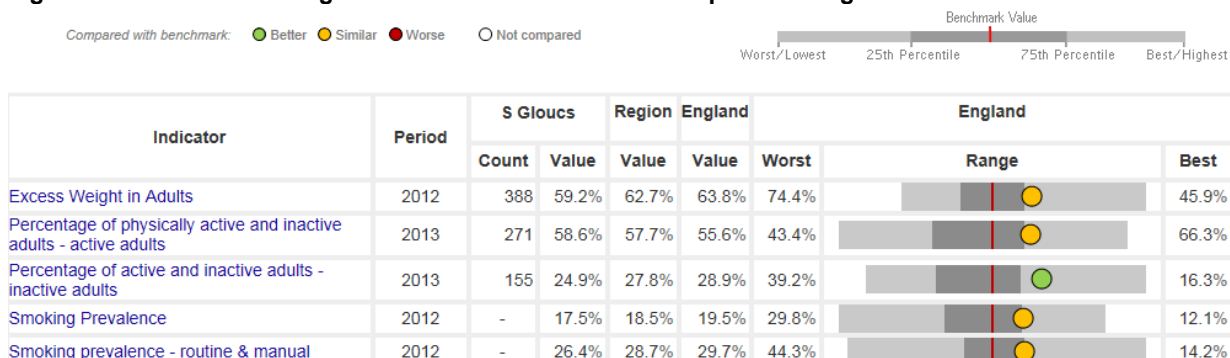 Compared with benchmark: Better Similar Worse Not compared
Benchmark Value
Worst/Lowest 25th Percentile 75th Percentile Best/Highest
Indicator Period S Gloucs Region England England
Count Value Value Value Worst Range Best
Excess Weight in Adults 2012 388 59.2% 62.7% 63.8% 74.4% 45.9%
Percentage of physically active and inactive
adults - active adults 2013 271 58.6% 57.7% 55.6% 43.4% 66.3%
Percentage of active and inactive adults -
inactive adults 2013 155 24.9% 27.8% 28.9% 39.2% 16.3%
Smoking Prevalence 2012 - 17.5% 18.5% 19.5% 29.8% 12.1%
Smoking prevalence - routine & manual 2012 - 26.4% 28.7% 29.7% 44.3% 14.2%